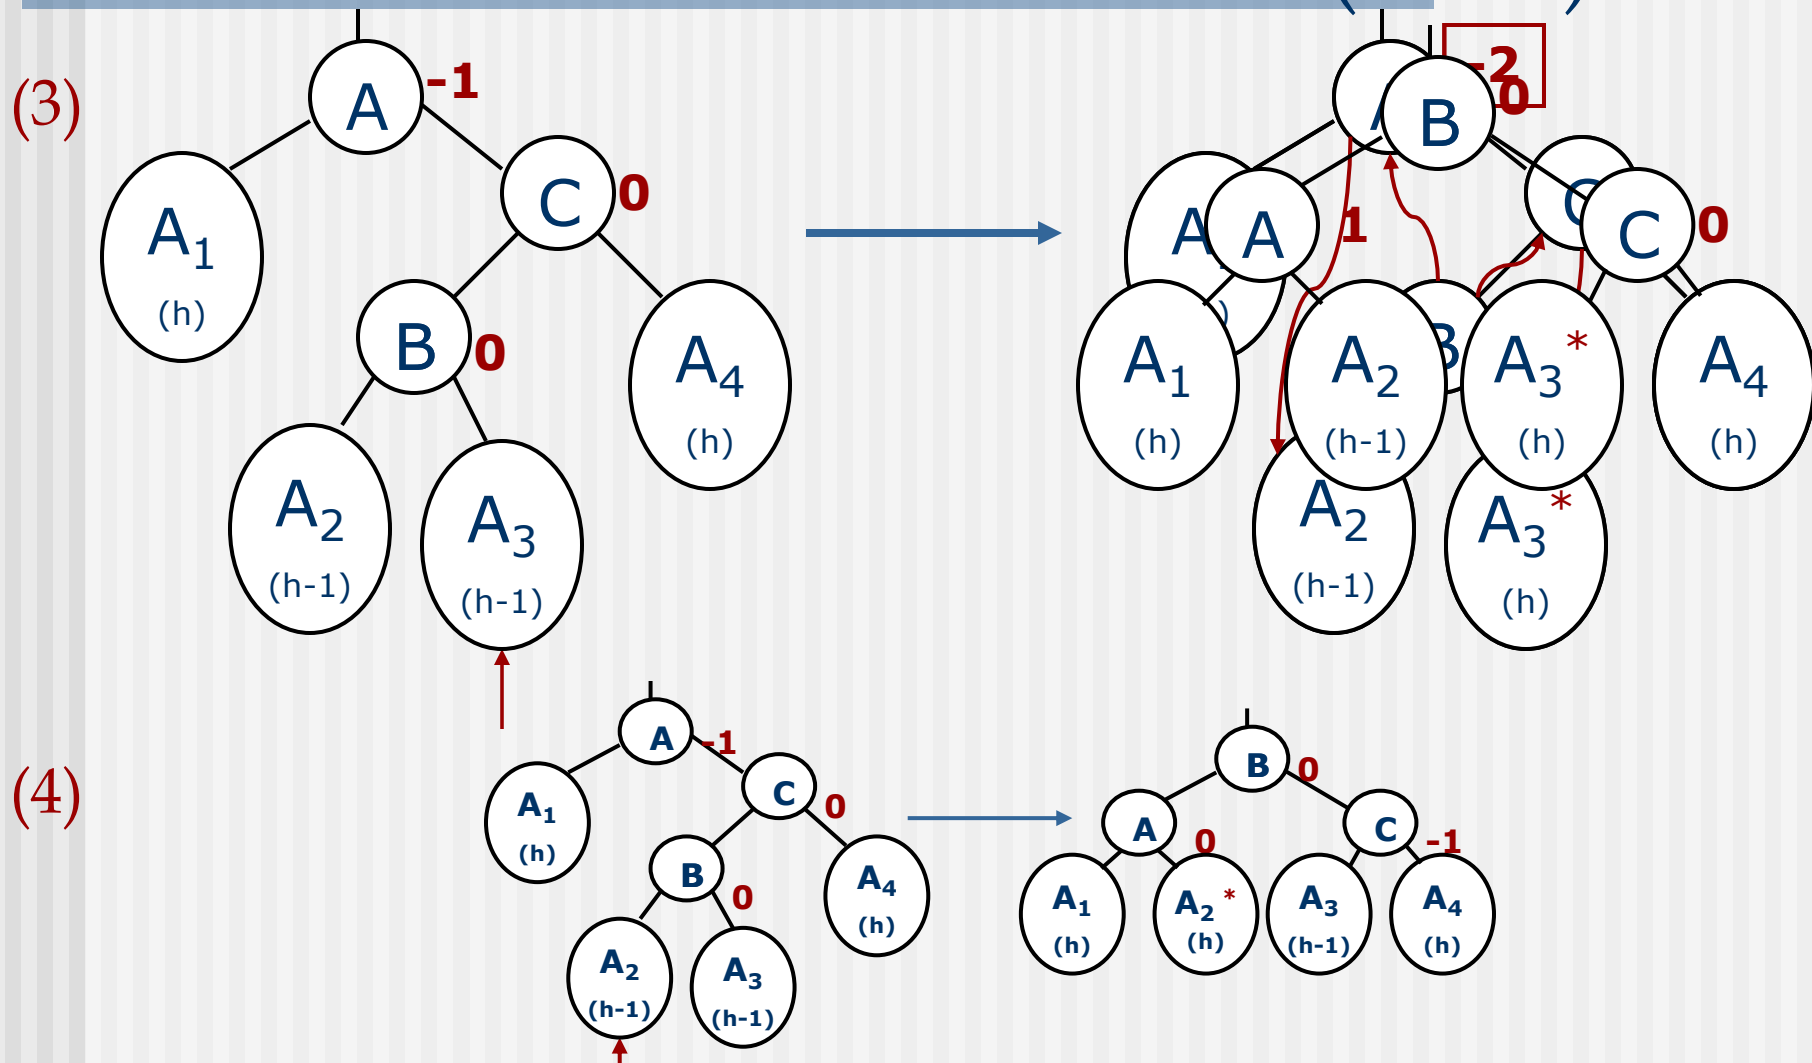 (3)
A -1
A1
(h)
C 0
B 0
A2
(h-1)
A3
(h-1)
A4
(h)
-2
B 0
A 1
C 0
A1
(h)
A2
(h-1)
B
A3 *
(h)
A4
(h)
A2
(h-1)
A3 *
(h)
(4)
A -1
A1
(h)
C 0
B 0
A4
(h)
A2
(h-1)
A3
(h-1)
B 0
A 0
C -1
A1
(h)
A2 *
(h)
A3
(h-1)
A4
(h)